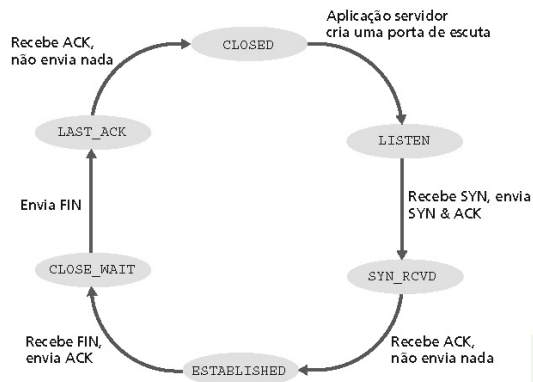 Aplicação servidor
cria uma porta de escuta
Recebe ACK,
não envia nada
CLOSED
LAST_ACK
LISTEN
Envia FIN
Recebe SYN, envia
SYN & ACK
CLOSE_WAIT
SYN_RCVD
Recebe FIN,
envia ACK
Recebe ACK,
não envia nada
ESTABLISHED